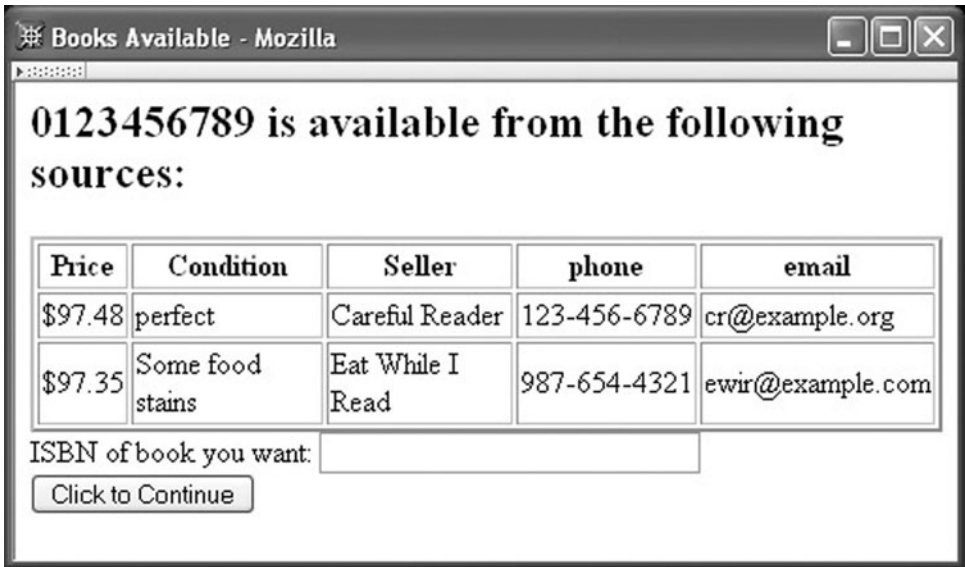 Books Available - Mozilla
0123456789 is available from the following
sources:
Price Condition Seller phone email
$97.48 perfect Careful Reader 123-456-6789 cr@example.org
$97.35 Some food stains Eat While I Read 987-654-4321 ewir@example.com
ISBN of book you want:
Click to Continue